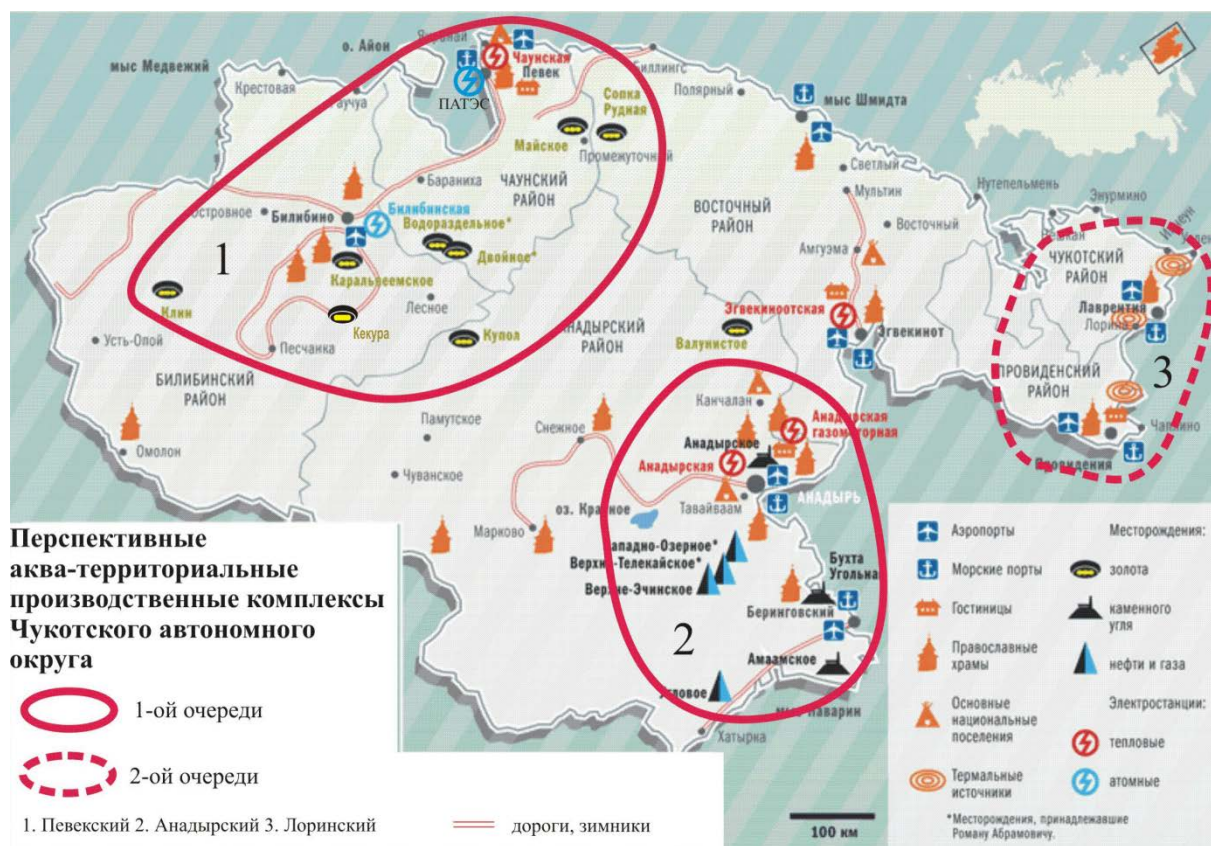 о. Айон
мыс Медвежий
Крестовая
Чаунская
Певек
ПАТЭС
Биллингс
Полярный
мыс Шмидта
Сопка
Рудная
Майское
Промежуточный
Светлый
Мультин
Нутепельмен
Энурмино
Бараниха
ЧАУНСКИЙ
РАЙОН
ВОСТОЧНЫЙ
РАЙОН
Восточный
Билибино
Билибинская
Водораздельное*
Двойное*
Амгуэма
ЧУКОТСКИЙ
РАЙОН
1
Каральвеемское
Клин
Лесное
Кекура
Купол
АНАДЫРСКИЙ
РАЙОН
Валунистое
Эгвекинотская
Эгвекинот
Лаврентия
Лорино
3
Усть-Олой
Песчанка
БИЛИБИНСКИЙ
РАЙОН
ПРОВИДЕНСКИЙ
РАЙОН
Провидения
Омолон
Памутское
Чуванское
Снежное
Канчалан
Анадырская
газомоторная
Анадырское
Анадырская
АНАДЫРЬ
Тавайваам
оз. Красное
Марково
Верхне-Телекайское*
Верхне-Эчинское
Бухта
Беринговский
2
Амаамское
Хатырка
Перспективные
аква-территориальные
производственные комплексы
Чукотского автономного
округа
1-ой очереди
2-ой очереди
1. Певекский 2. Анадырский 3. Лоринский
дороги, зимники
100 км
Аэропорты
Морские порты
Гостиницы
Православные
храмы
Основные
национальные
поселения
Термальные
источники
Месторождения:
золота
каменного
угля
нефти и газа
Электростанции:
тепловые
атомные
*Месторождения, принадлежавшие
Роману Абрамовичу.